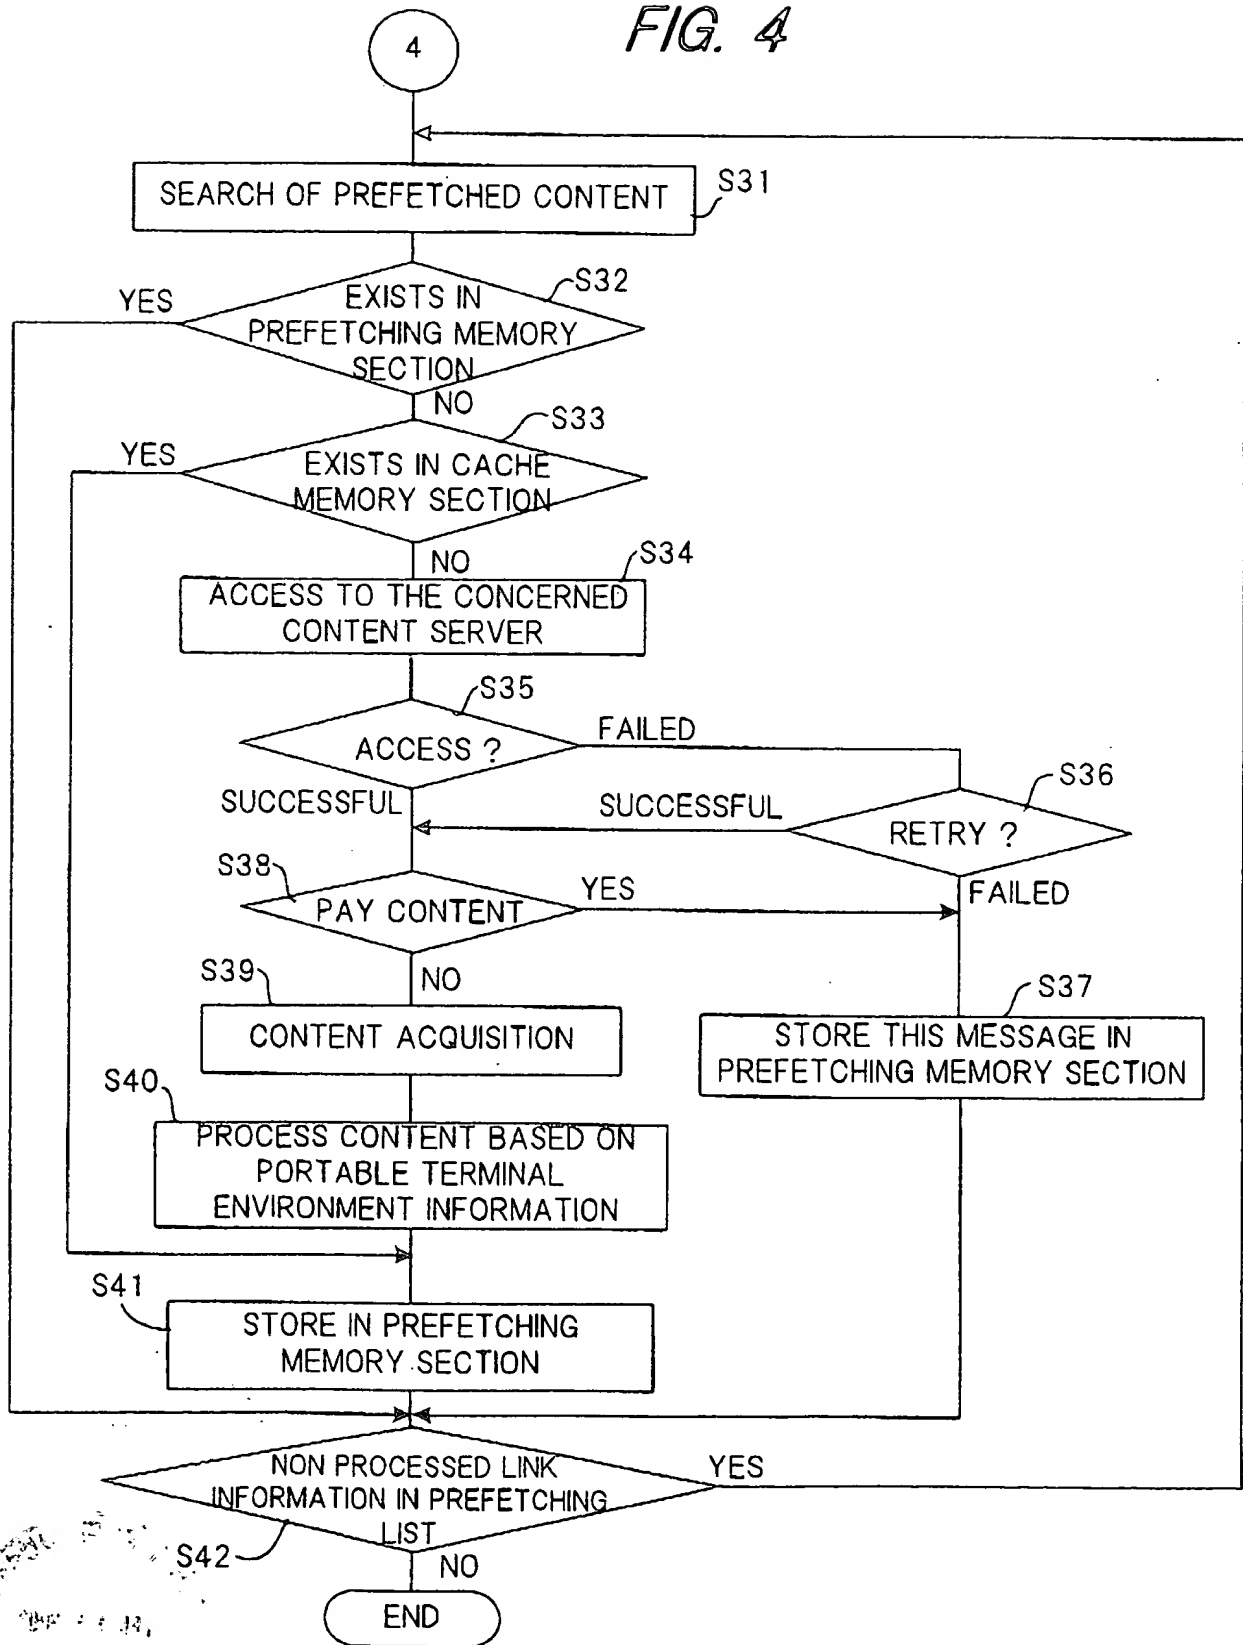 FIG. 4
4
SEARCH OF PREFETCHED CONTENT
S31
S32
YES
EXISTS IN
PREFETCHING MEMORY
SECTION
NO
S33
YES
EXISTS IN CACHE
MEMORY SECTION
NO
S34
ACCESS TO THE CONCERNED
CONTENT SERVER
S35
ACCESS ?
FAILED
SUCCESSFUL
S36
RETRY ?
SUCCESSFUL
FAILED
S38
PAY CONTENT
YES
NO
S39
CONTENT ACQUISITION
S37
STORE THIS MESSAGE IN
PREFETCHING MEMORY SECTION
S40
PROCESS CONTENT BASED ON
PORTABLE TERMINAL
ENVIRONMENT INFORMATION
S41
STORE IN PREFETCHING
MEMORY SECTION
NON PROCESSED LINK
INFORMATION IN PREFETCHING
LIST
YES
S42
NO
END